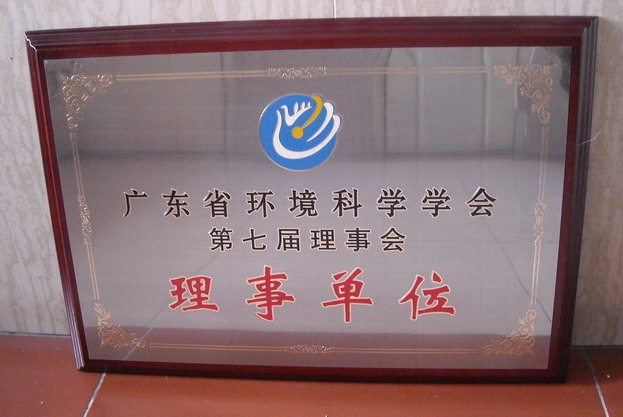 广东省环境科学学会
第七届理事会
理事单位